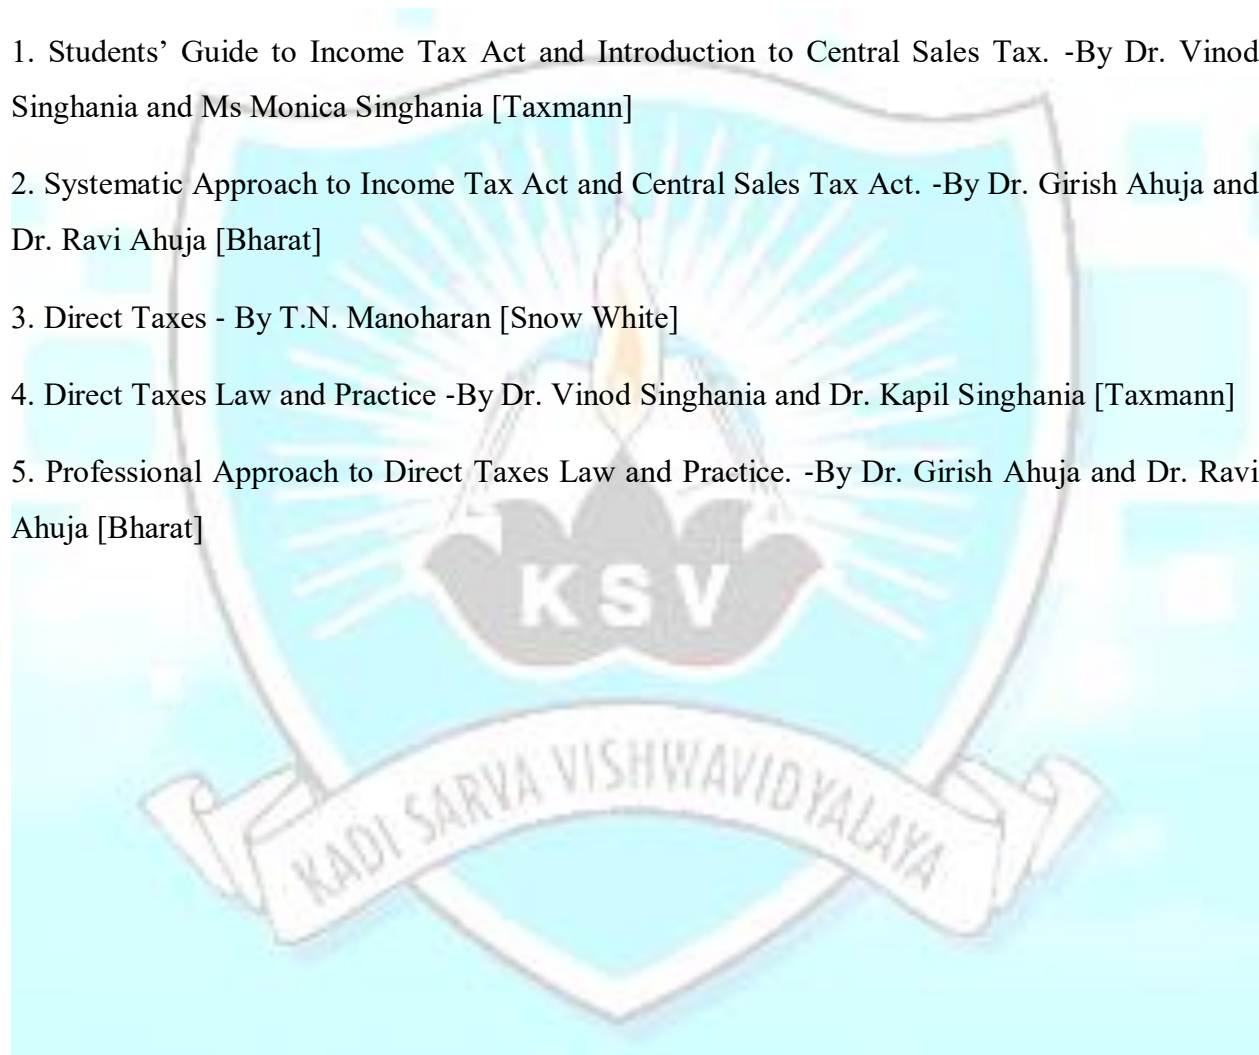 1. Students’ Guide to Income Tax Act and Introduction to Central Sales Tax. -By Dr. Vinod
Singhania and Ms Monica Singhania [Taxmann]
2. Systematic Approach to Income Tax Act and Central Sales Tax Act. -By Dr. Girish Ahuja and
Dr. Ravi Ahuja [Bharat]
3. Direct Taxes - By T.N. Manoharan [Snow White]
4. Direct Taxes Law and Practice -By Dr. Vinod Singhania and Dr. Kapil Singhania [Taxmann]
5. Professional Approach to Direct Taxes Law and Practice. -By Dr. Girish Ahuja and Dr. Ravi
Ahuja [Bharat]
KSV
KADI SARVA VISHWAVIDYALAYA